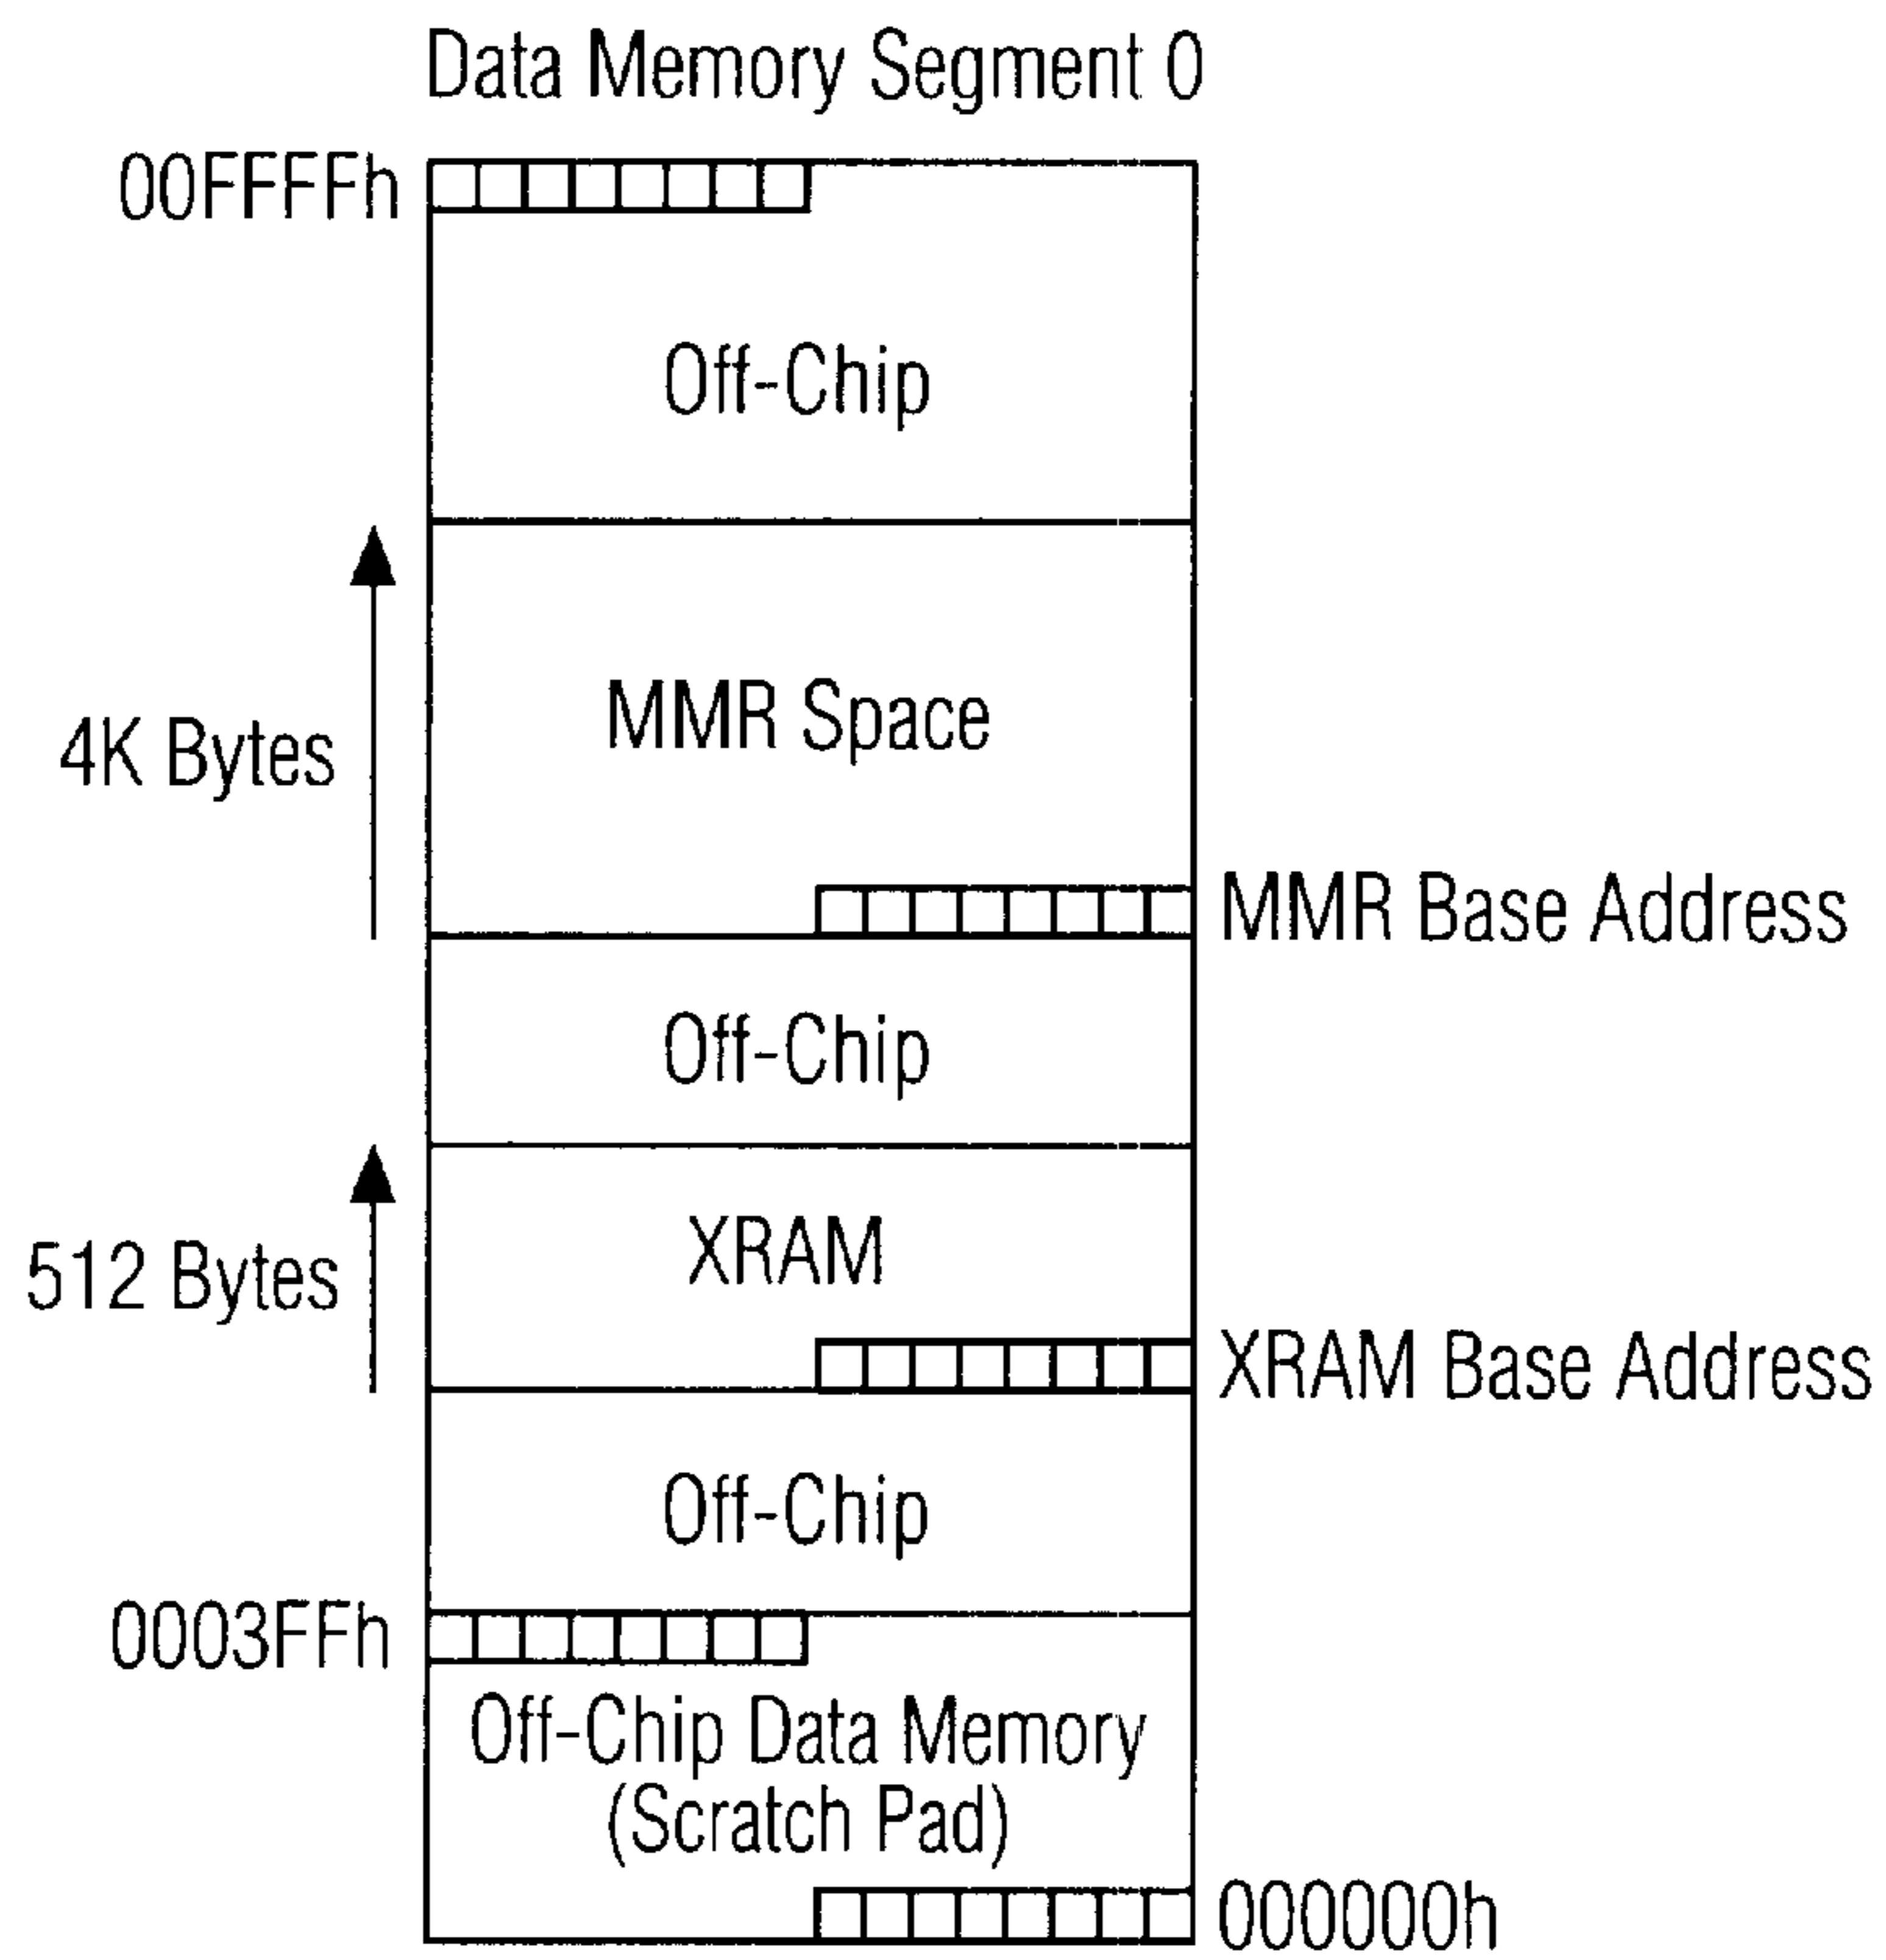 Data Memory Segment 0
00FFFFh
Off-Chip
MMR Space
4K Bytes
MMR Base Address
Off-Chip
XRAM
512 Bytes
XRAM Base Address
Off-Chip
0003FFh
Off-Chip Data Memory
(Scratch Pad)
000000h